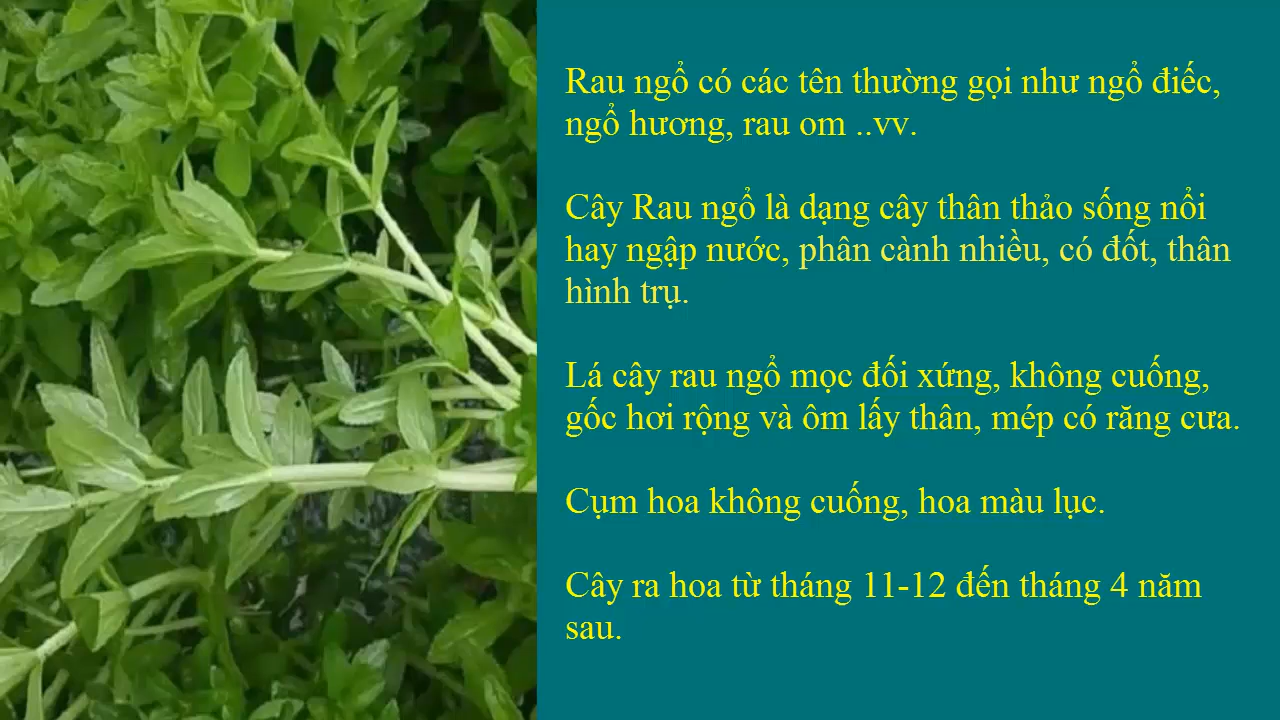 Rau ngổ có các tên thường gọi như ngổ điếc,
ngổ hương, rau om ..vv.
Cây Rau ngổ là dạng cây thân thảo sống nổi
hay ngập nước, phân cành nhiều, có đốt, thân
hình trụ.
Lá cây rau ngổ mọc đối xứng, không cuống,
gốc hơi rộng và ôm lấy thân, mép có răng cưa.
Cụm hoa không cuống, hoa màu lục.
Cây ra hoa từ tháng 11-12 đến tháng 4 năm
sau.